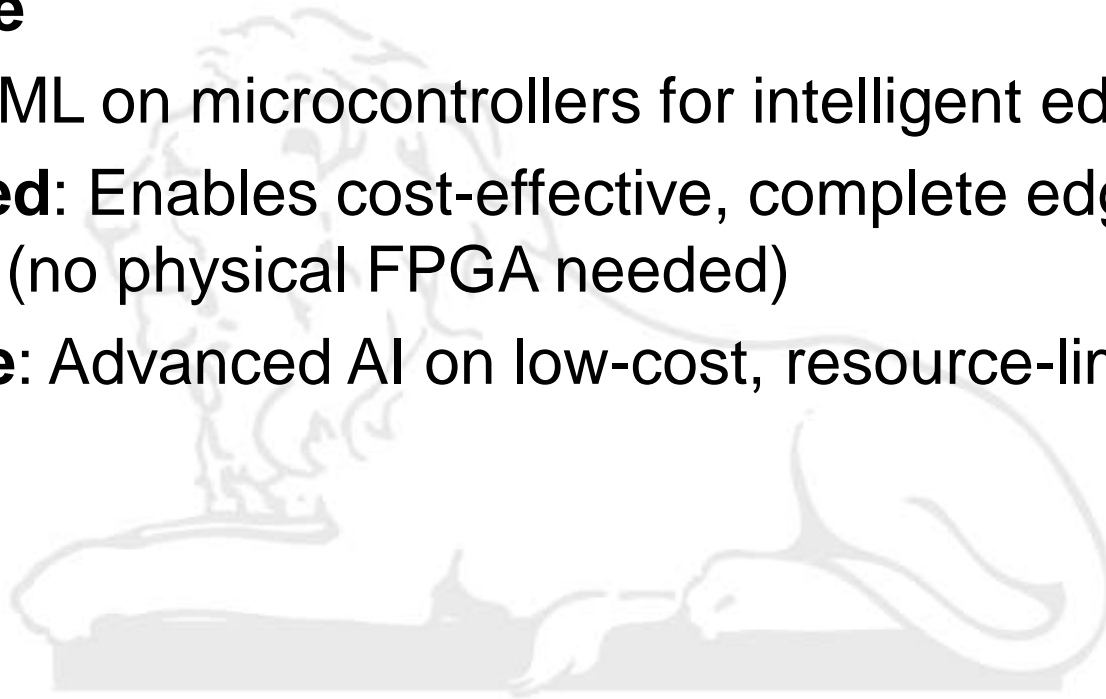 e
ML on microcontrollers for intelligent ed
ed: Enables cost-effective, complete edg
(no physical FPGA needed)
e: Advanced AI on low-cost, resource-lin